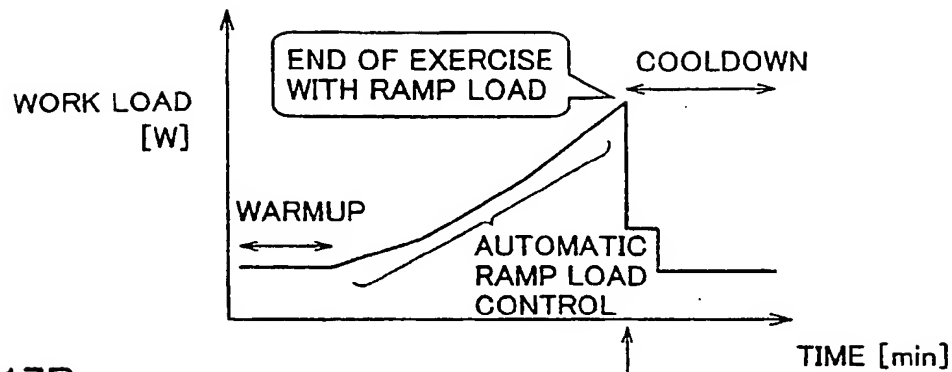 END OF EXERCISE
WITH RAMP LOAD
COOLDOWN
WORK LOAD
[W]
WARMUP
AUTOMATIC
RAMP LOAD
CONTROL
TIME [min]